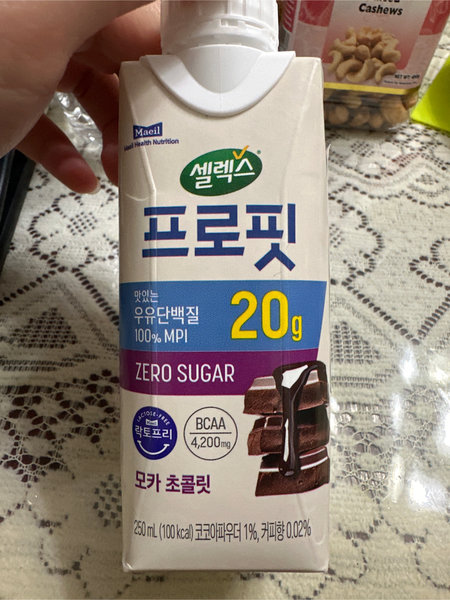 Cashews
Maeil
Maeil Health Nutrition
셀렉스
프로핏
맛있는
우유단백질
100% MPI
20g
ZERO SUGAR
LACTOSE-FREE
락토프리
BCAA
4,200mg
모카 초콜릿
250 mL (100 kcal) 코코아파우더 1%, 커피향 0.02%